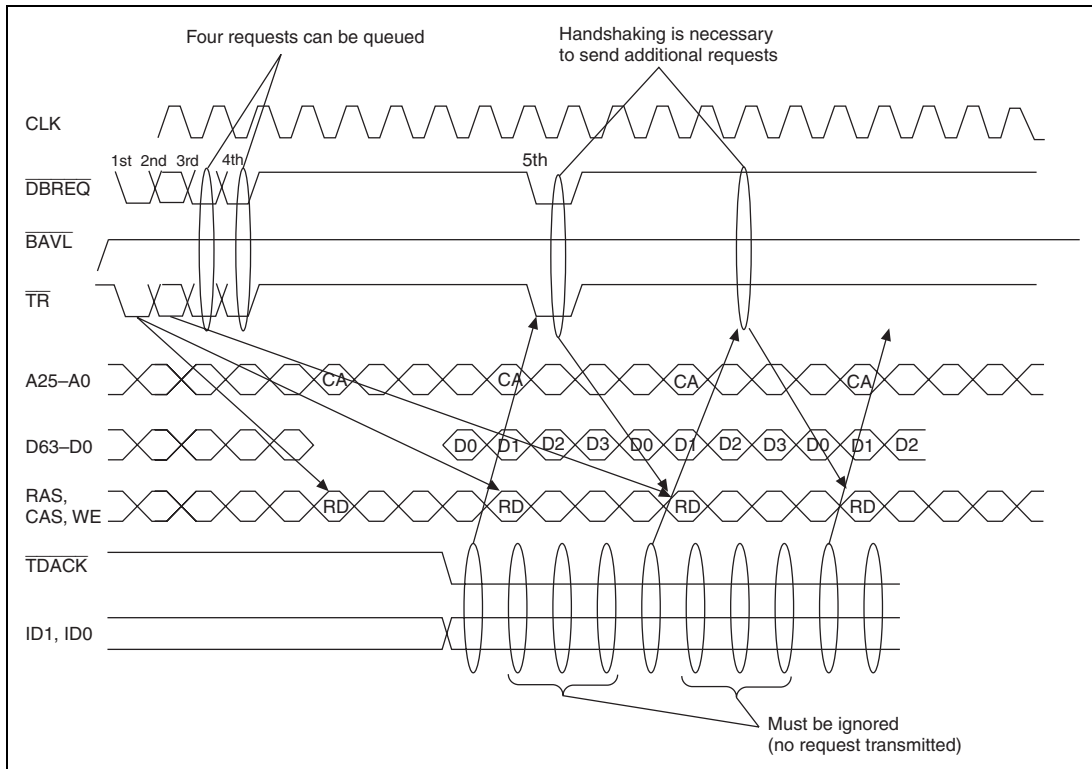 Four requests can be queued
Handshaking is necessary
to send additional requests
CLK
1st 2nd 3rd 4th 5th
DBREQ
BAVL
TR
A25–A0 CA CA CA CA
D63–D0 D0 D1 D2 D3 D0 D1 D2 D3 D0 D1 D2
RAS,
CAS, WE RD RD RD RD
TDACK
ID1, ID0
Must be ignored
(no request transmitted)